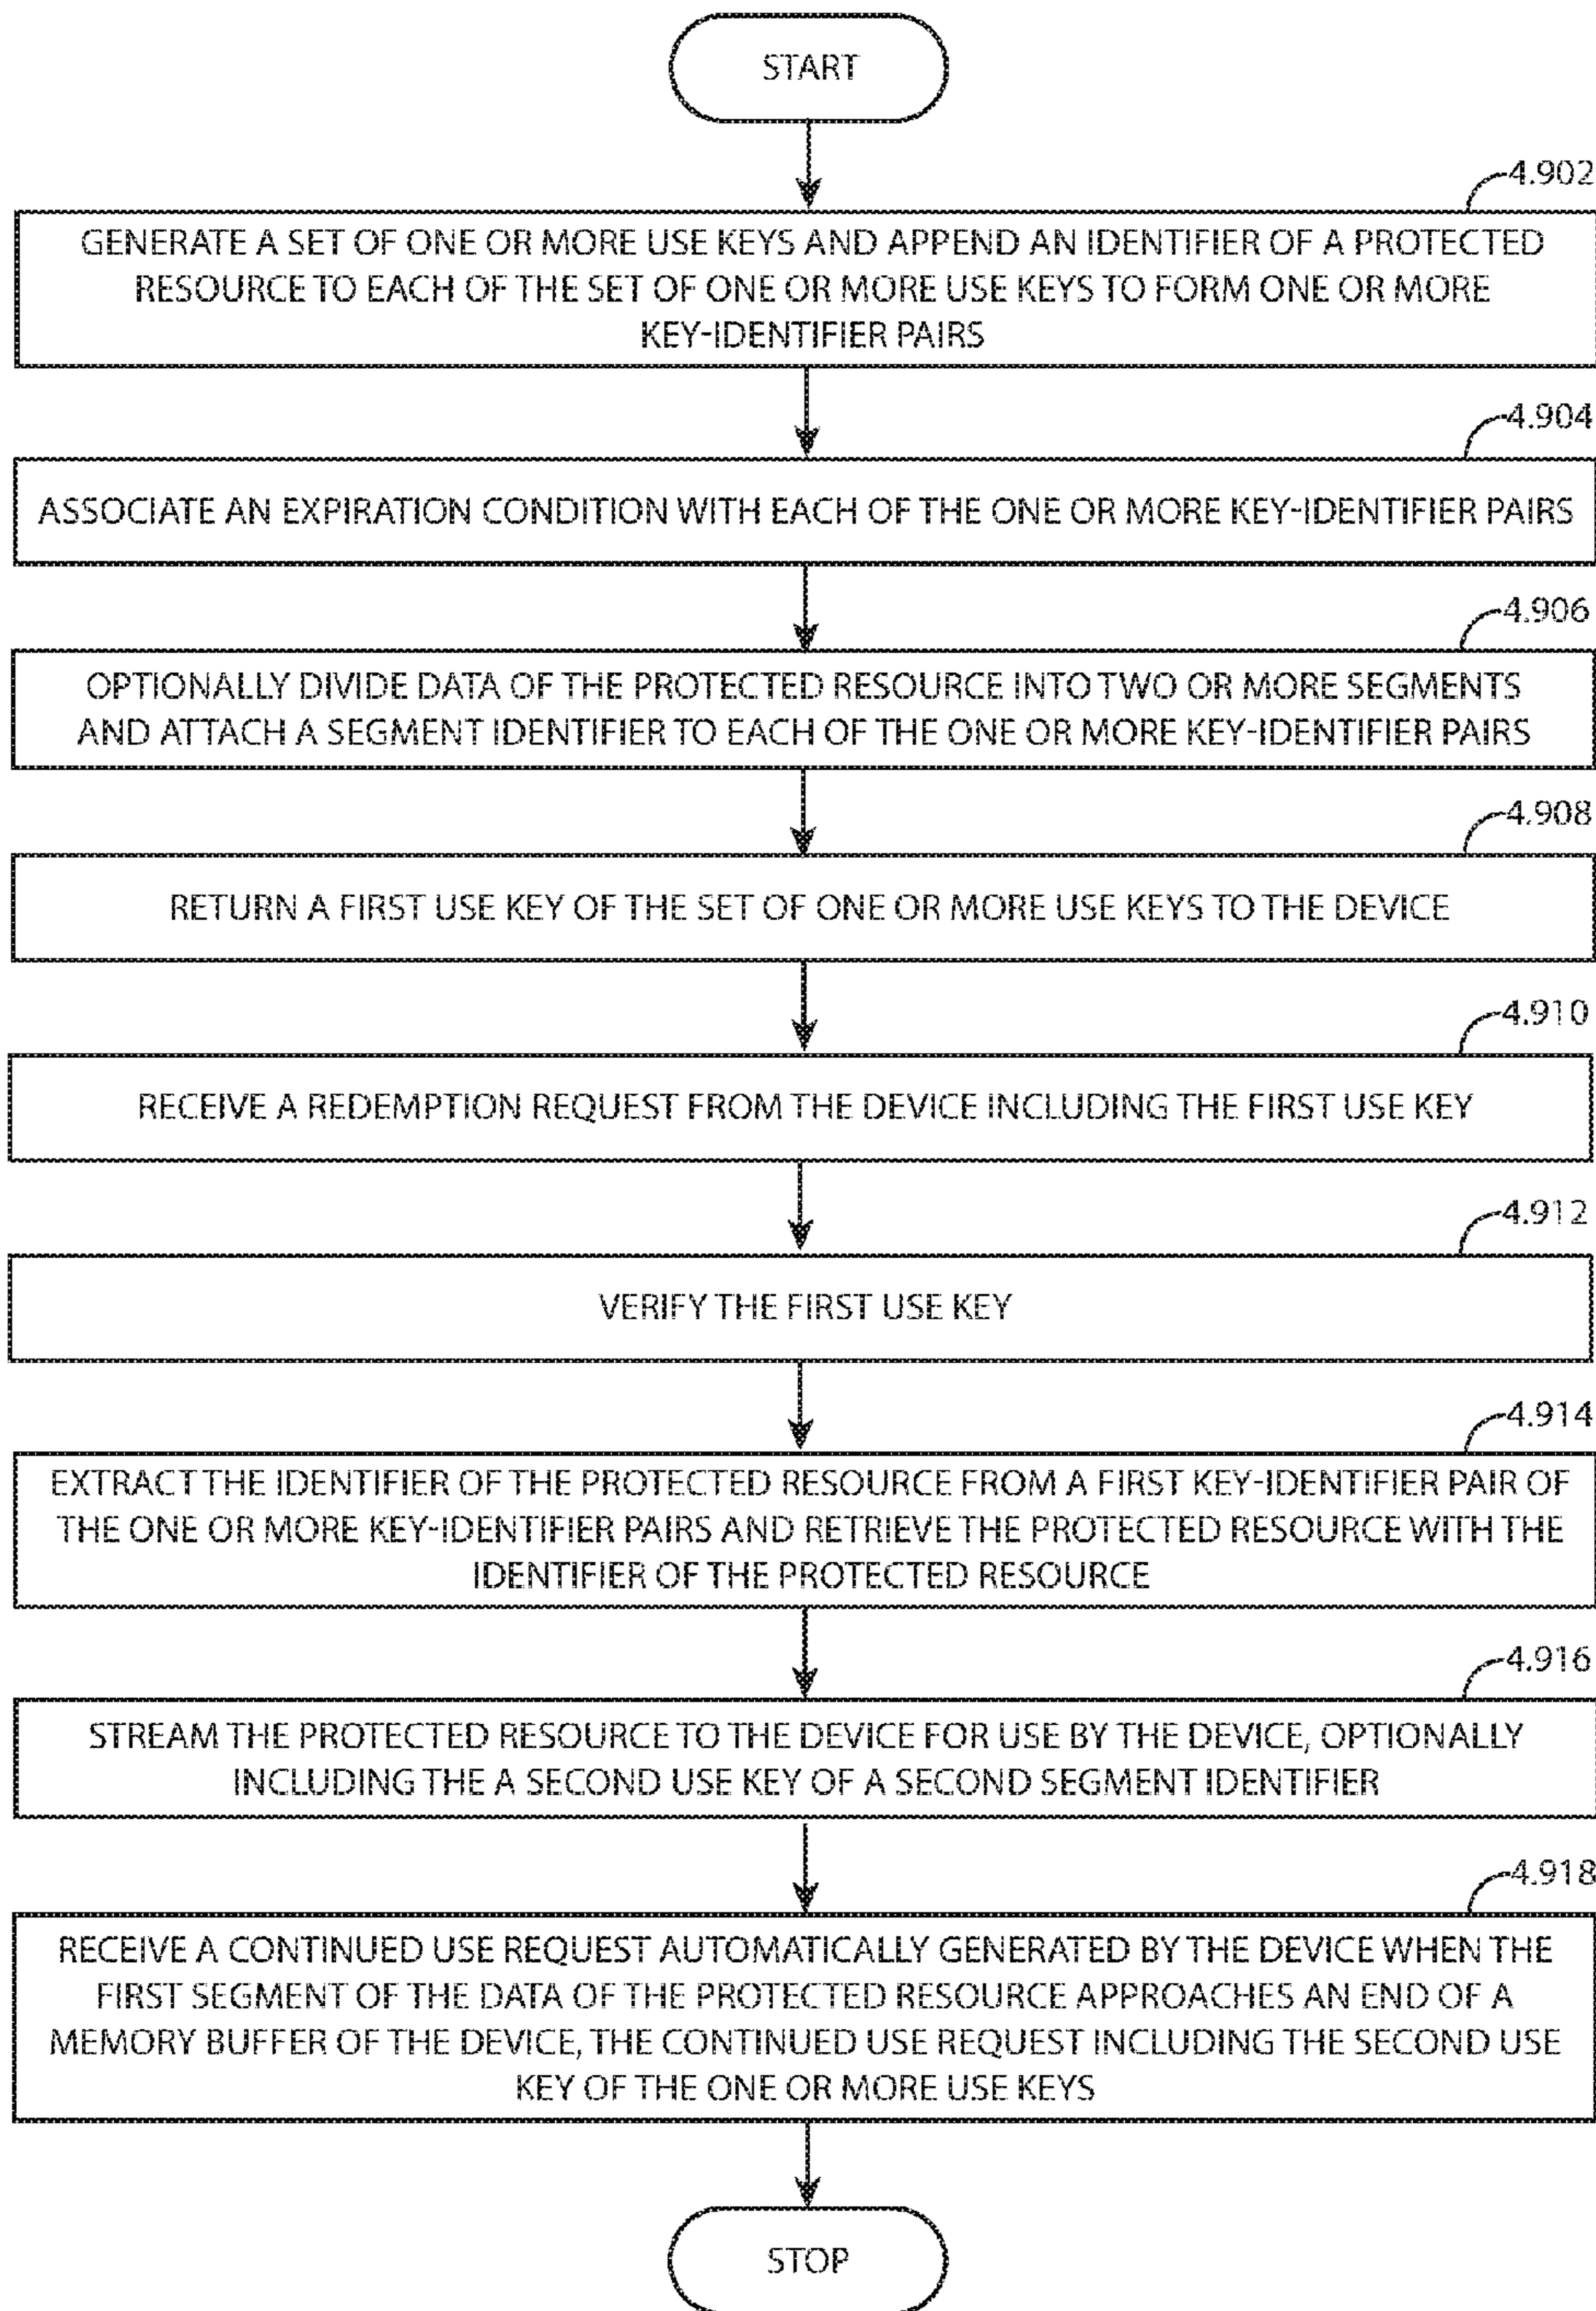 START
4.902
GENERATE A SET OF ONE OR MORE USE KEYS AND APPEND AN IDENTIFIER OF A PROTECTED
RESOURCE TO EACH OF THE SET OF ONE OR MORE USE KEYS TO FORM ONE OR MORE
KEY-IDENTIFIER PAIRS
4.904
ASSOCIATE AN EXPIRATION CONDITION WITH EACH OF THE ONE OR MORE KEY-IDENTIFIER PAIRS
4.906
OPTIONALLY DIVIDE DATA OF THE PROTECTED RESOURCE INTO TWO OR MORE SEGMENTS
AND ATTACH A SEGMENT IDENTIFIER TO EACH OF THE ONE OR MORE KEY-IDENTIFIER PAIRS
4.908
RETURN A FIRST USE KEY OF THE SET OF ONE OR MORE USE KEYS TO THE DEVICE
4.910
RECEIVE A REDEMPTION REQUEST FROM THE DEVICE INCLUDING THE FIRST USE KEY
4.912
VERIFY THE FIRST USE KEY
4.914
EXTRACT THE IDENTIFIER OF THE PROTECTED RESOURCE FROM A FIRST KEY-IDENTIFIER PAIR OF
THE ONE OR MORE KEY-IDENTIFIER PAIRS AND RETRIEVE THE PROTECTED RESOURCE WITH THE
IDENTIFIER OF THE PROTECTED RESOURCE
4.916
STREAM THE PROTECTED RESOURCE TO THE DEVICE FOR USE BY THE DEVICE, OPTIONALLY
INCLUDING THE A SECOND USE KEY OF A SECOND SEGMENT IDENTIFIER
4.918
RECEIVE A CONTINUED USE REQUEST AUTOMATICALLY GENERATED BY THE DEVICE WHEN THE
FIRST SEGMENT OF THE DATA OF THE PROTECTED RESOURCE APPROACHES AN END OF A
MEMORY BUFFER OF THE DEVICE, THE CONTINUED USE REQUEST INCLUDING THE SECOND USE
KEY OF THE ONE OR MORE USE KEYS
STOP